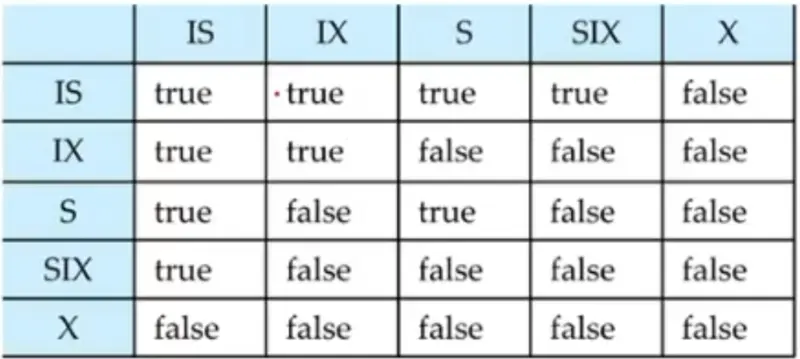 IS IX S SIX X
IS true true true true false
IX true true false false false
S true false true false false
SIX true false false false false
X false false false false false